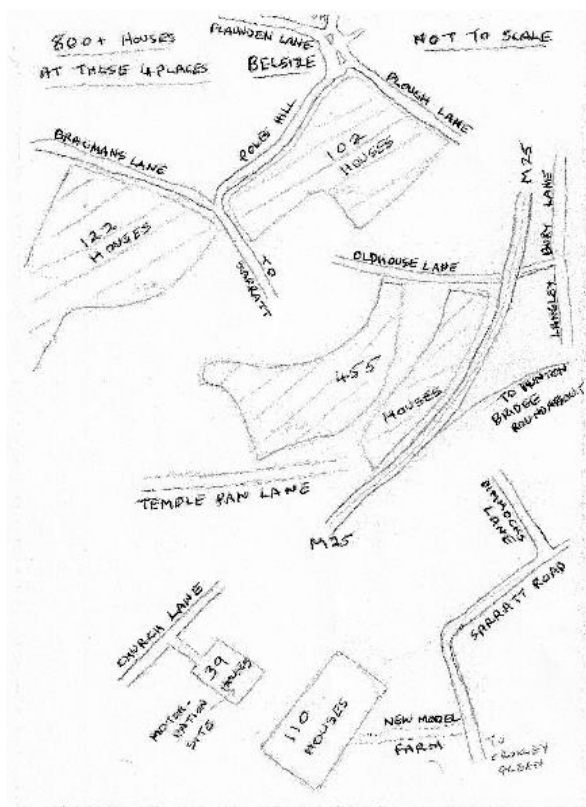 800+ HOUSES
AT THESE 4 PLACES
FLAUNDEN LANE
BELSIZE
NOT TO SCALE
PLOUGH LANE
POLES HILL
102
HOUSES
BRAGMANS LANE
122
HOUSES
TO
SARRATT
M25
LANGLEY BURY LANE
OLDHOUSE LANE
455
HOUSES
TO HUNTON
BRIDGE
ROUNDABOUT
TEMPLE PAN LANE
M25
DIMMOCKS
LANE
SARRATT ROAD
CHURCH LANE
39
HOUSES
SITE
110
HOUSES
NEW MODEL
FARM
TO
CROXLEY
GREEN